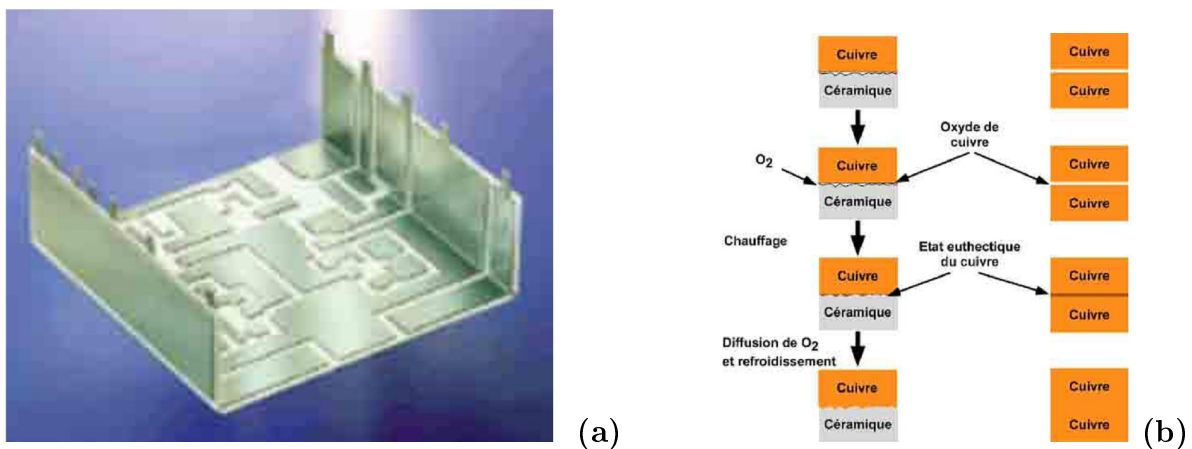 Cuivre
Céramique
Cuivre
Cuivre
O2
Cuivre
Céramique
Oxyde de
cuivre
Cuivre
Cuivre
Chauffage
Cuivre
Céramique
Etat euthectique
du cuivre
Cuivre
Cuivre
Diffusion de O2
et refroidissement
Cuivre
Céramique
Cuivre
Cuivre
(a)
(b)